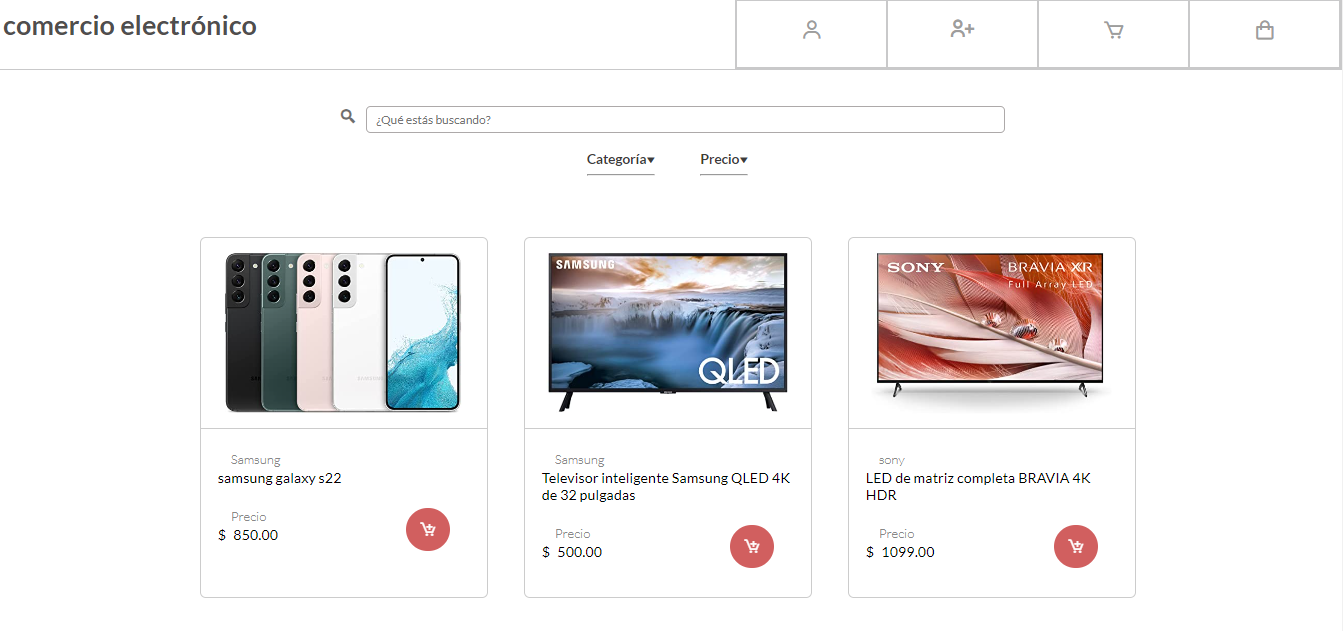 comercio electrónico
¿Qué estás buscando?
Categoría▾ Precio▾
SAMSUNG
QLED
SONY
BRAVIA XR
Full Array LED
Samsung
samsung galaxy s22
Precio
$ 850.00
Samsung
Televisor inteligente Samsung QLED 4K
de 32 pulgadas
Precio
$ 500.00
sony
LED de matriz completa BRAVIA 4K
HDR
Precio
$ 1099.00